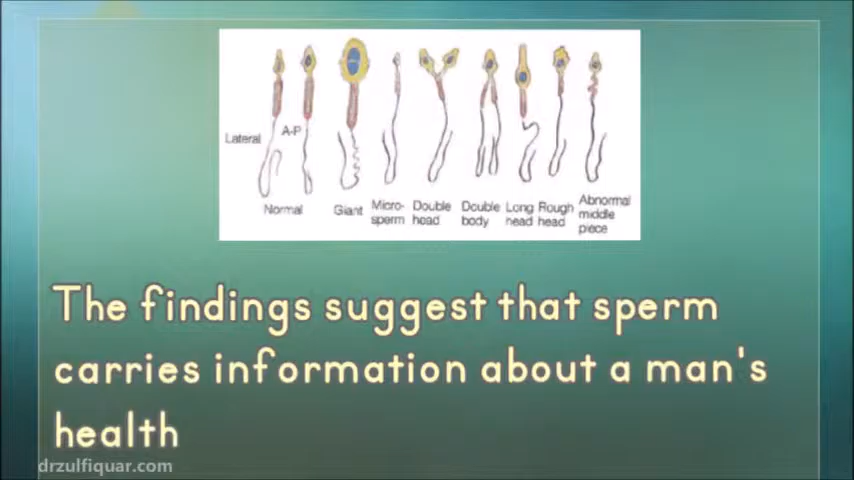 Lateral
A-P
Normal
Giant
Micro-
sperm
Double
head
Double
body
Long
head
Rough
head
Abnormal
middle
piece
The findings suggest that sperm
carries information about a man's
health
drzulfiquar.com